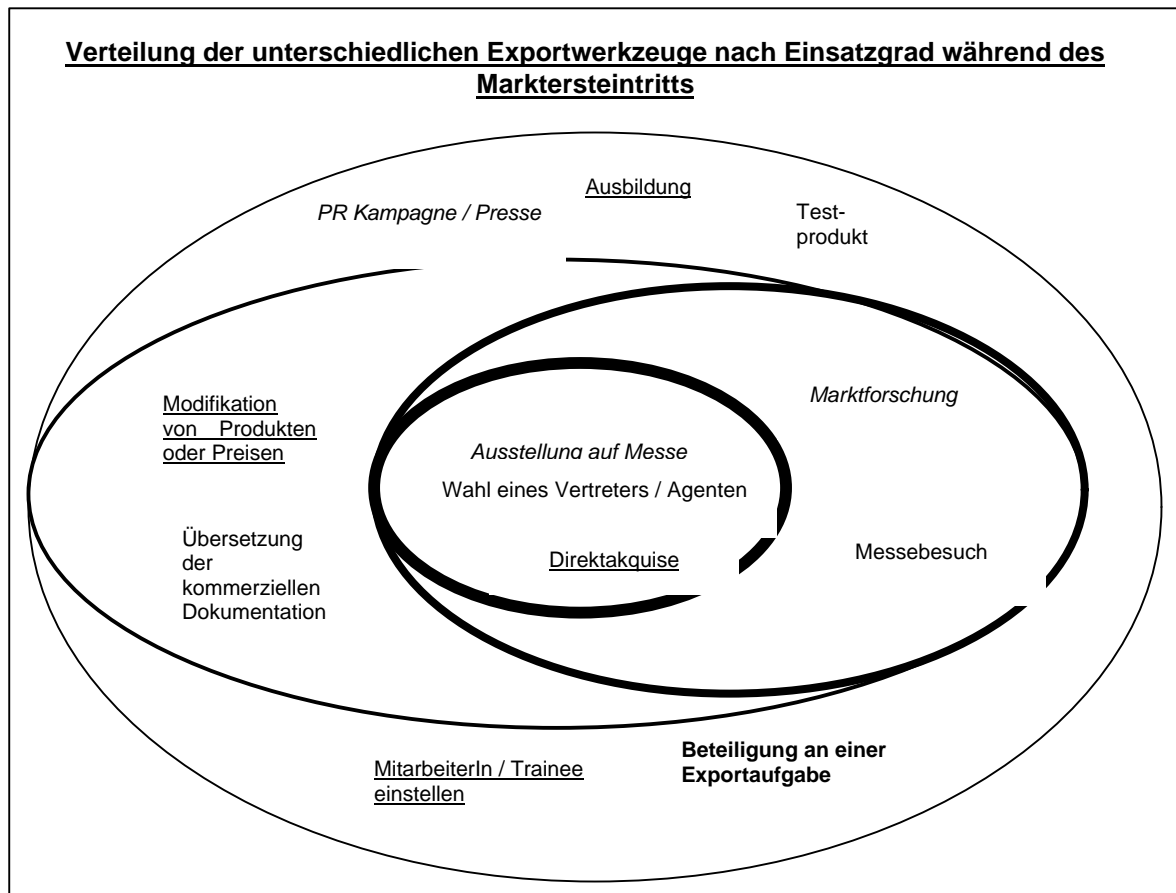 Verteilung der unterschiedlichen Exportwerkzeuge nach Einsatzgrad während des
Marktersteintritts
Ausbildung
PR Kampagne / Presse
Test-
produkt
Marktforschung
Modifikation
von Produkten
oder Preisen
Ausstellung auf Messe
Wahl eines Vertreters / Agenten
Direktakquise
Messebesuch
Übersetzung
der
kommerziellen
Dokumentation
Beteiligung an einer
Exportaufgabe
MitarbeiterIn / Trainee
einstellen